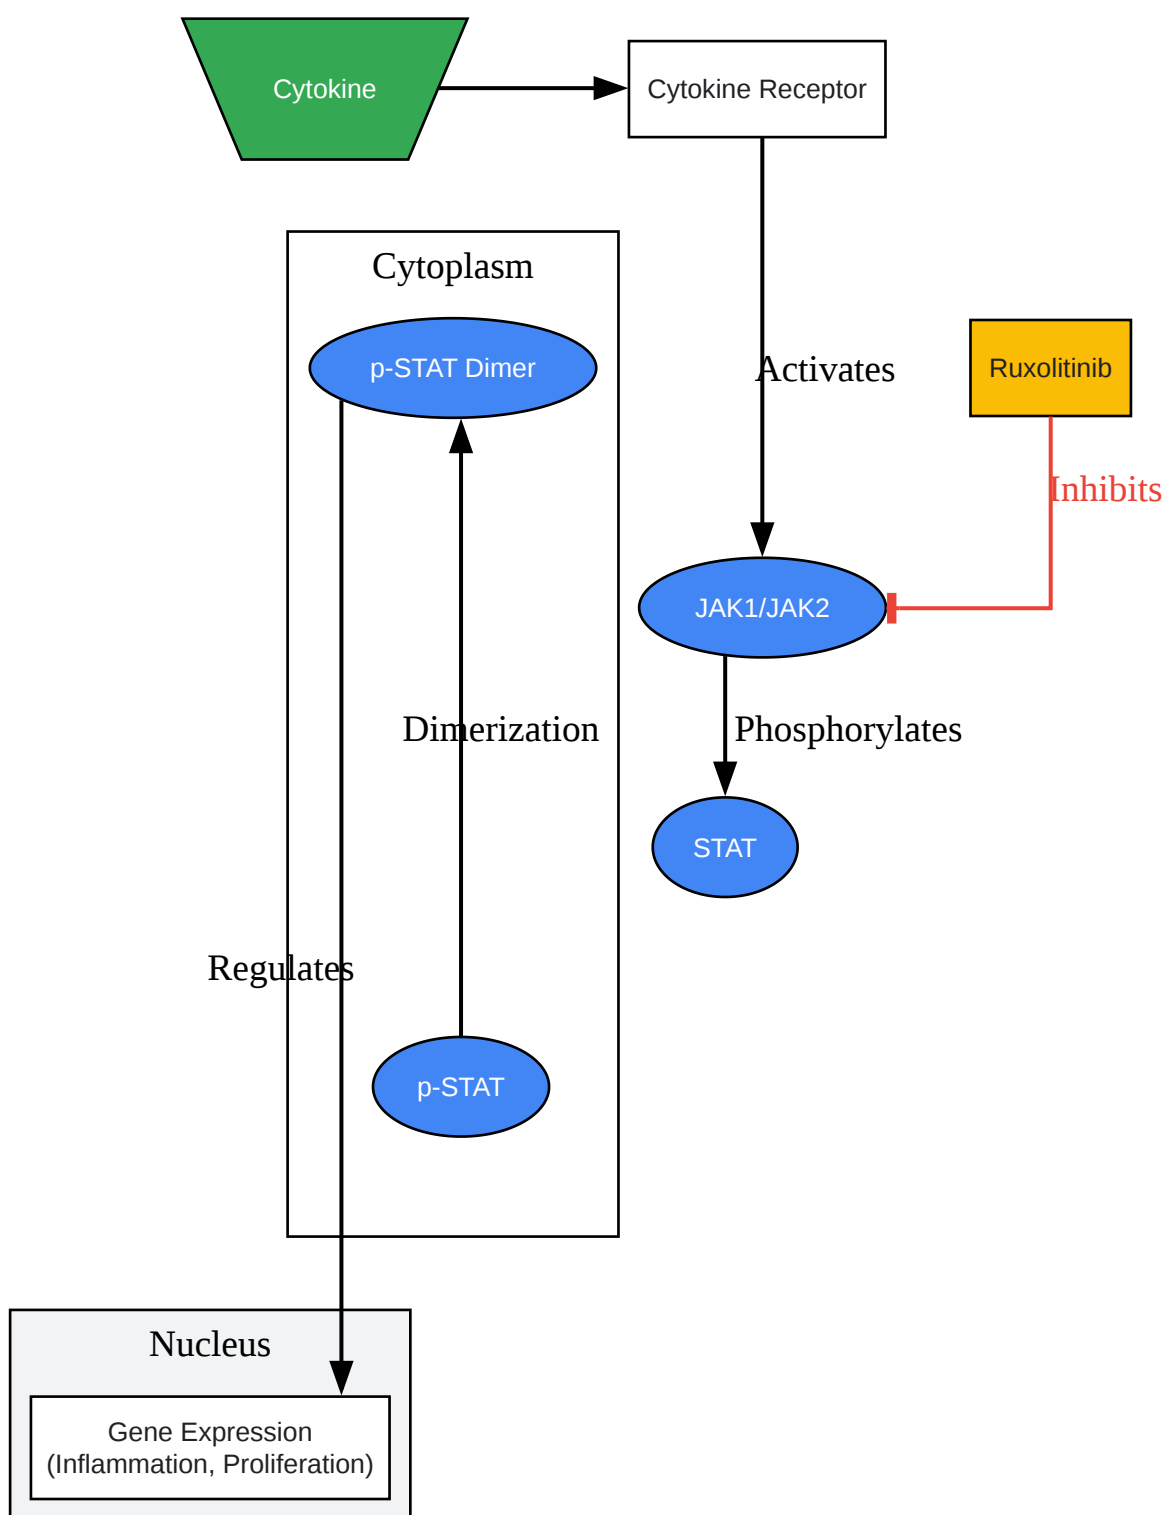 Cytokine
Cytokine Receptor
Cytoplasm
p-STAT Dimer
Activates
Ruxolitinib
Inhibits
JAK1/JAK2
Dimerization
Phosphorylates
STAT
Regulates
p-STAT
Nucleus
Gene Expression
(Inflammation, Proliferation)